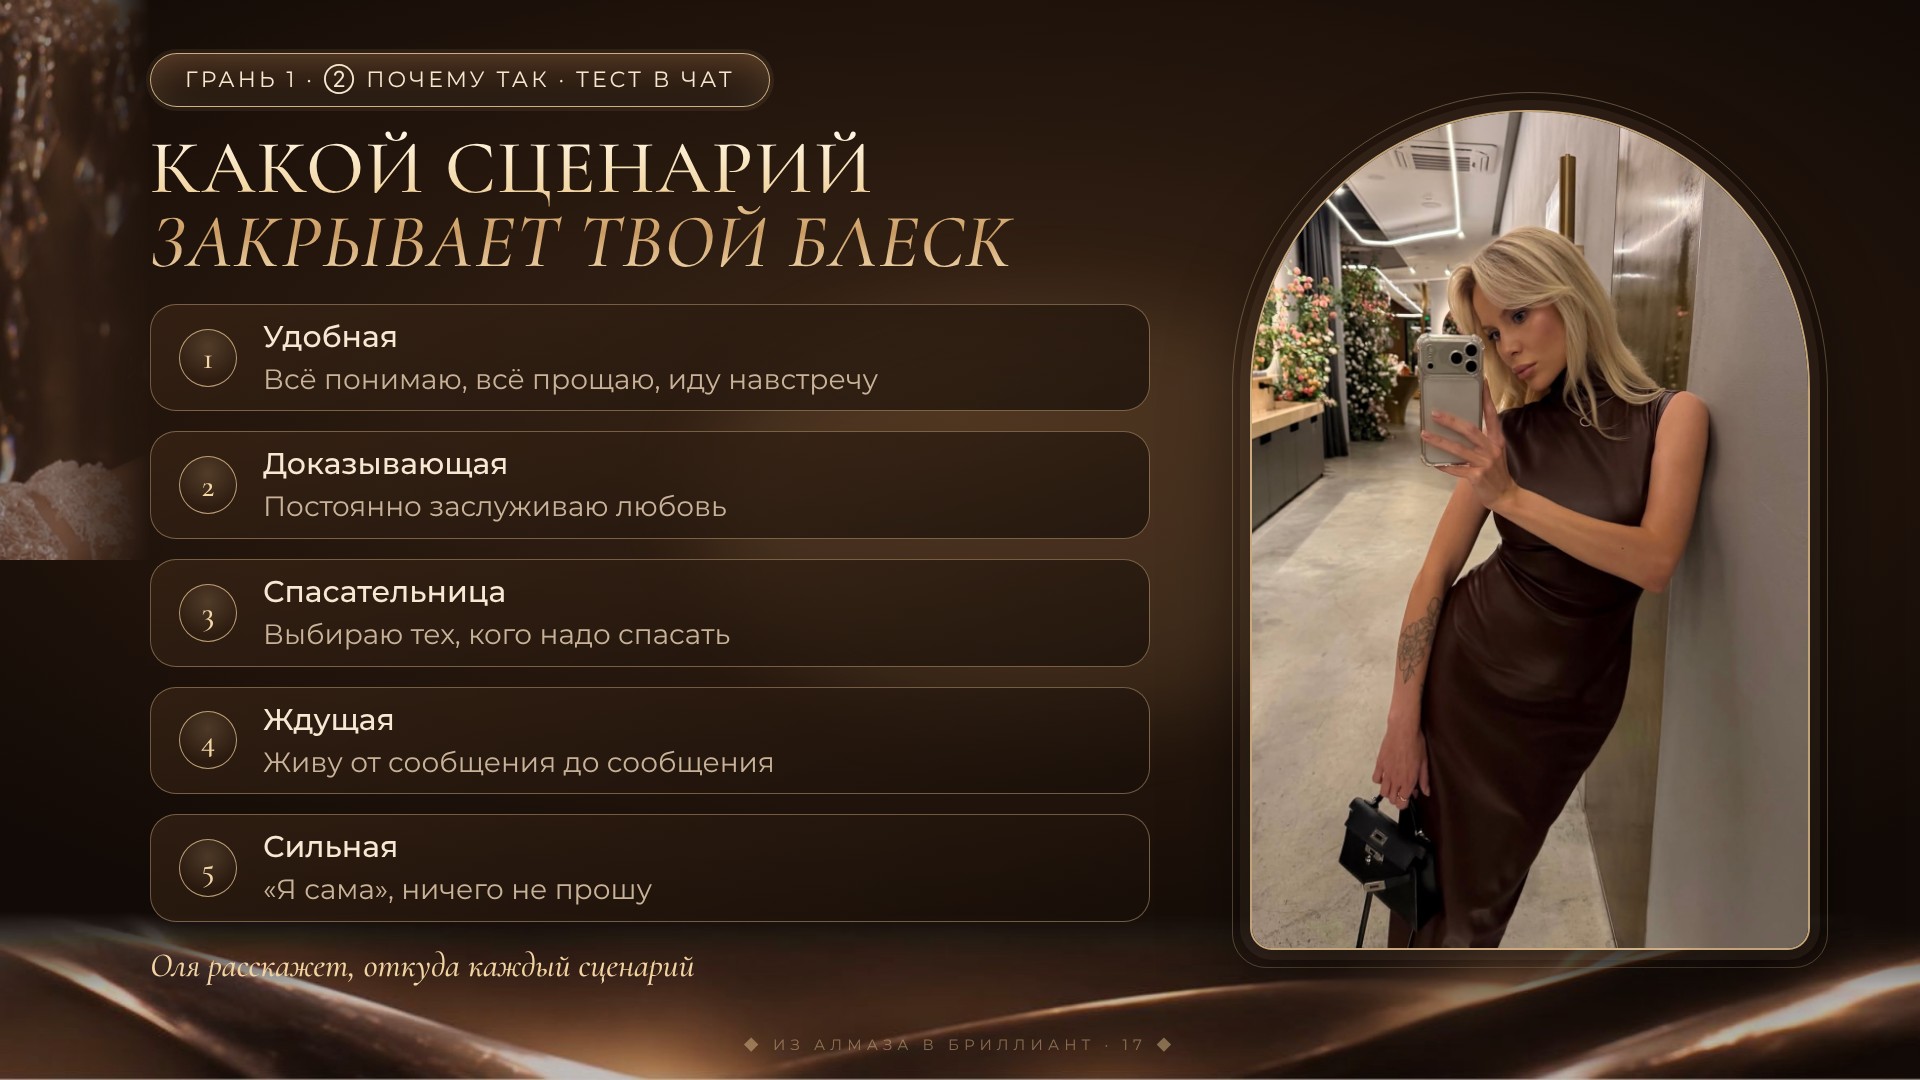 ГРАНЬ 1 · ② ПОЧЕМУ ТАК · ТЕСТ В ЧАТ
КАКОЙ СЦЕНАРИЙ
ЗАКРЫВАЕТ ТВОЙ БЛЕСК
1
Удобная
Всё понимаю, всё прощаю, иду навстречу
2
Доказывающая
Постоянно заслуживаю любовь
3
Спасательница
Выбираю тех, кого надо спасать
4
Ждущая
Живу от сообщения до сообщения
5
Сильная
«Я сама», ничего не прошу
Оля расскажет, откуда каждый сценарий
◆ ИЗ АЛМАЗА В БРИЛЛИАНТ · 17 ◆